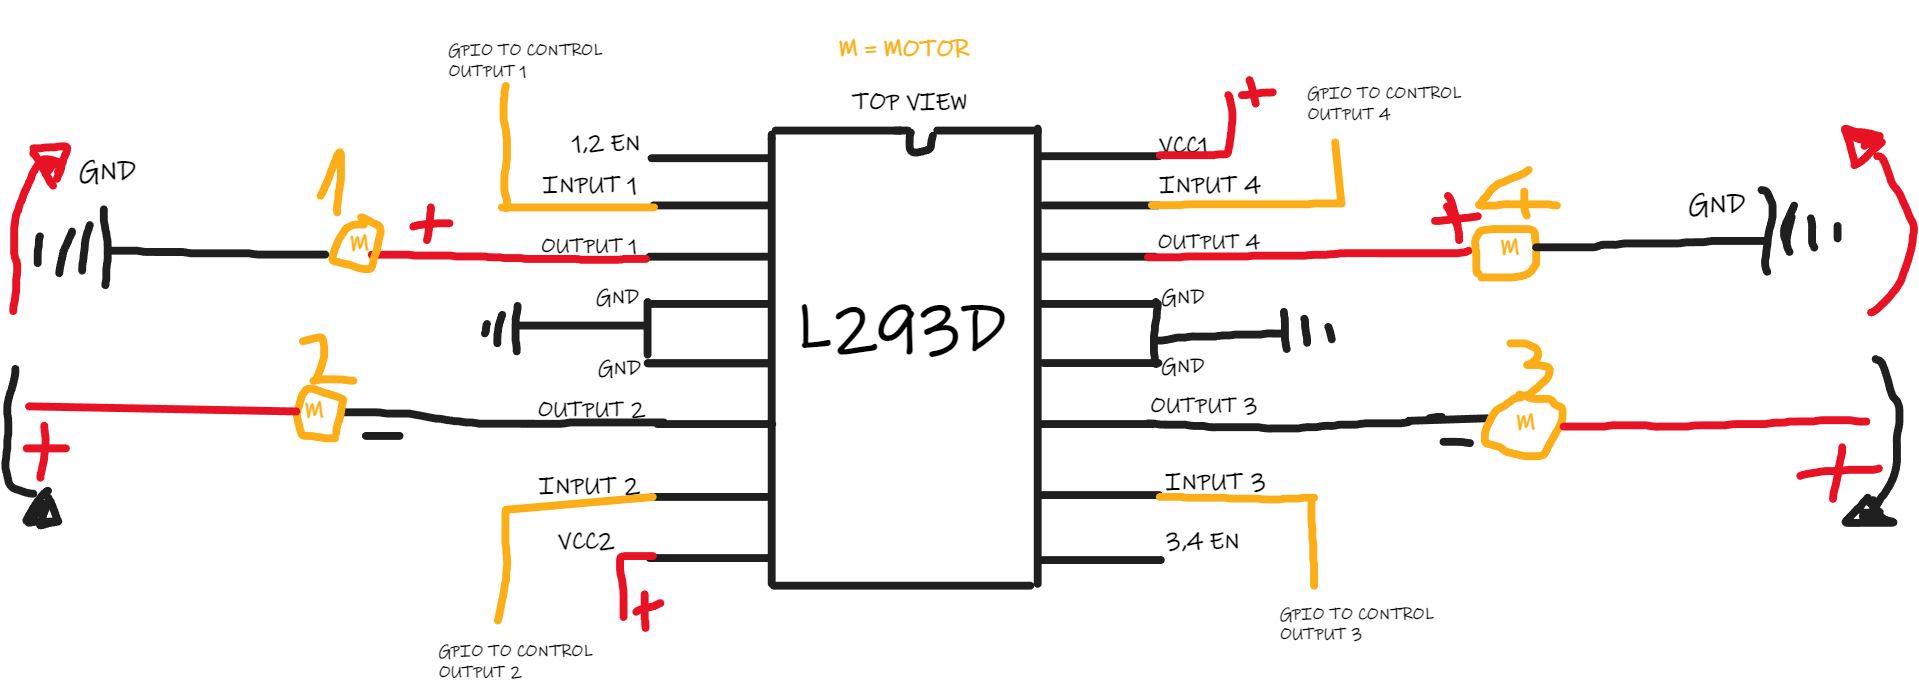 GPIO TO CONTROL
OUTPUT 1
M = MOTOR
TOP VIEW
+
GPIO TO CONTROL
OUTPUT 4
1,2 EN
VCC1
GND
1
INPUT 1
INPUT 4
4
GND
+
+
M
OUTPUT 1
OUTPUT 4
M
GND
GND
L293D
GND
GND
2
3
M
OUTPUT 2
OUTPUT 3
M
+
-
-
+
INPUT 2
INPUT 3
VCC2
3,4 EN
+
GPIO TO CONTROL
OUTPUT 2
GPIO TO CONTROL
OUTPUT 3